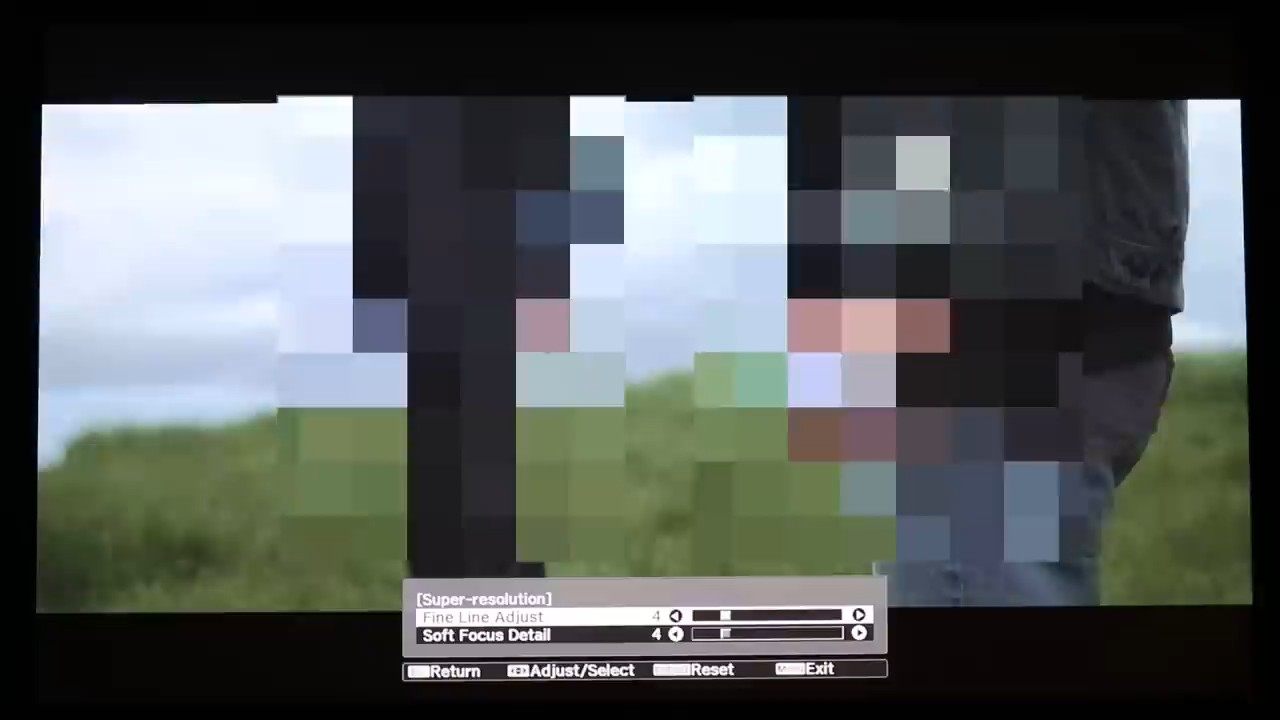 [Super-resolution]
Fine Line Adjust 4
Soft Focus Detail 4
Return Adjust/Select Reset Exit